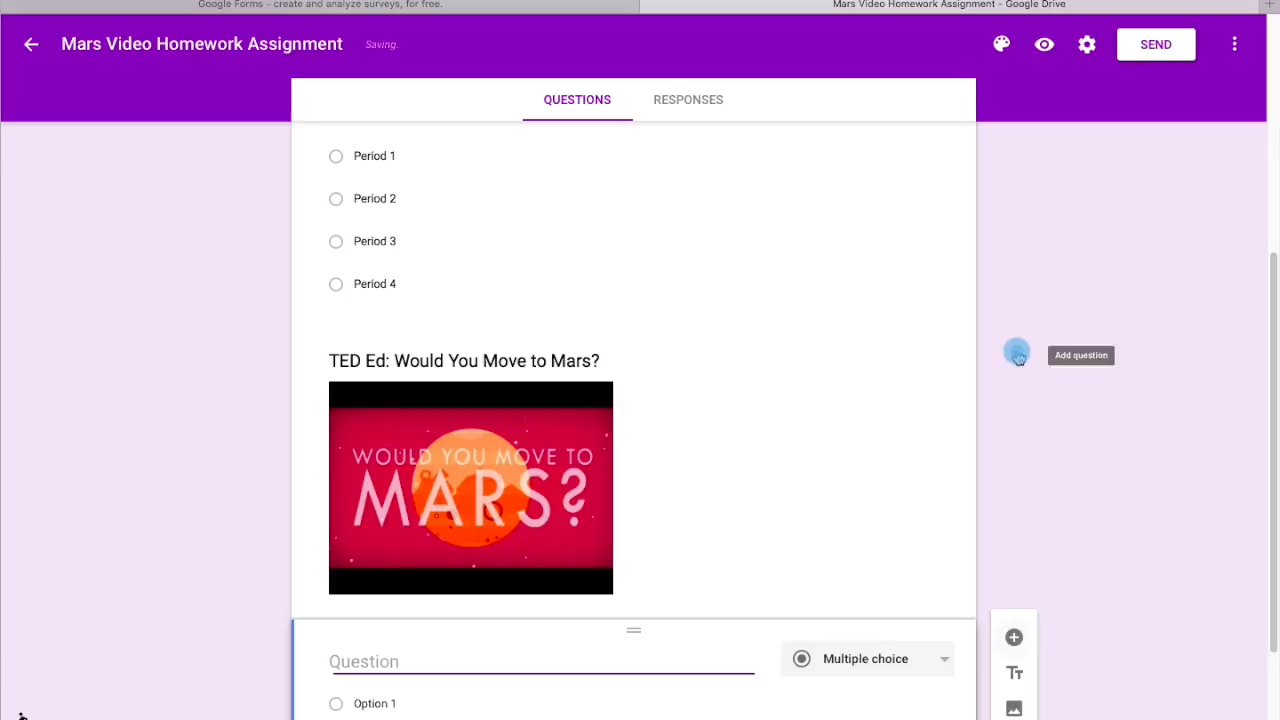 Google Forms – create and analyze surveys, for free.
Mars Video Homework Assignment - Google Drive
Mars Video Homework Assignment
Saving..
SEND
QUESTIONS
RESPONSES
Period 1
Period 2
Period 3
Period 4
Add question
TED Ed: Would You Move to Mars?
WOULD YOU MOVE TO
MARS?
Question
Multiple choice
Option 1
Tт